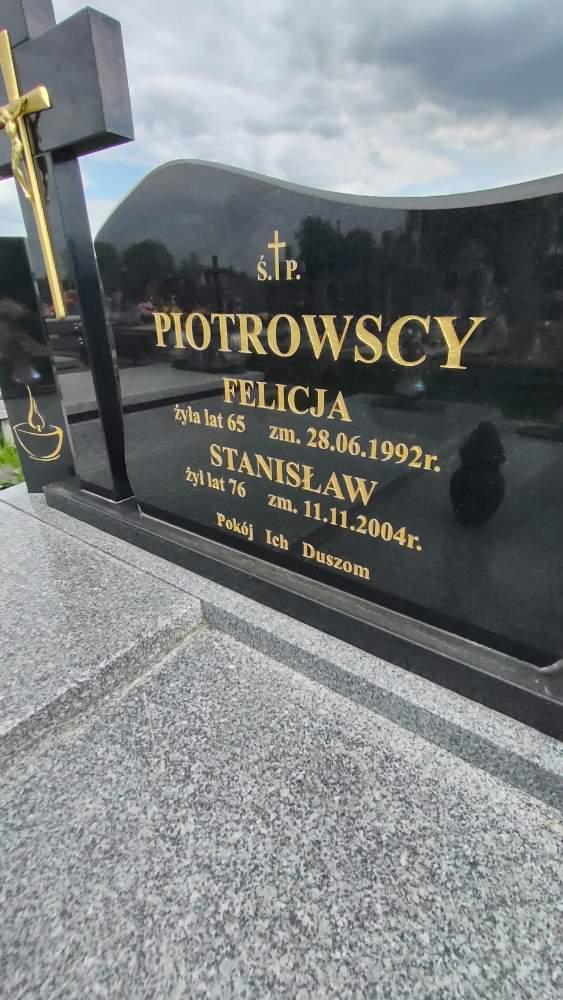 Ś.P.
PIOTROWSCY
FELICJA
żyła lat 65 zm. 28.06.1992r.
STANISŁAW
żył lat 76 zm. 11.11.2004r.
Pokój Ich Duszom